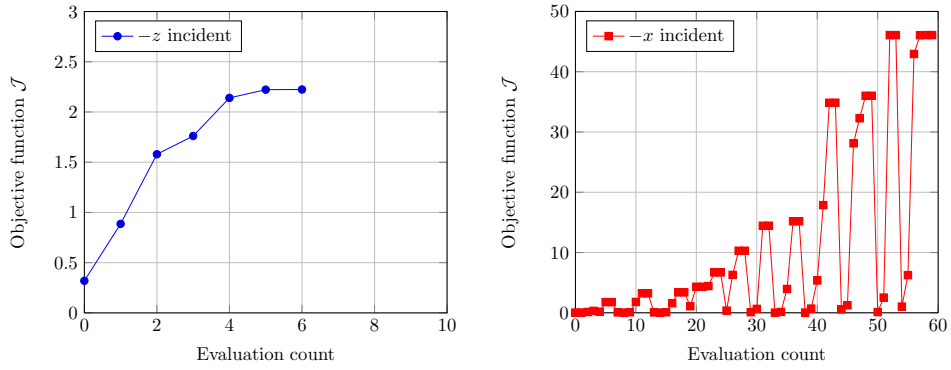 3
2.5
2
1.5
1
0.5
0
0 2 4 6 8 10
Objective function 𝒥
Evaluation count
−z incident
50
40
30
20
10
0
0 10 20 30 40 50 60
Objective function 𝒥
Evaluation count
−x incident